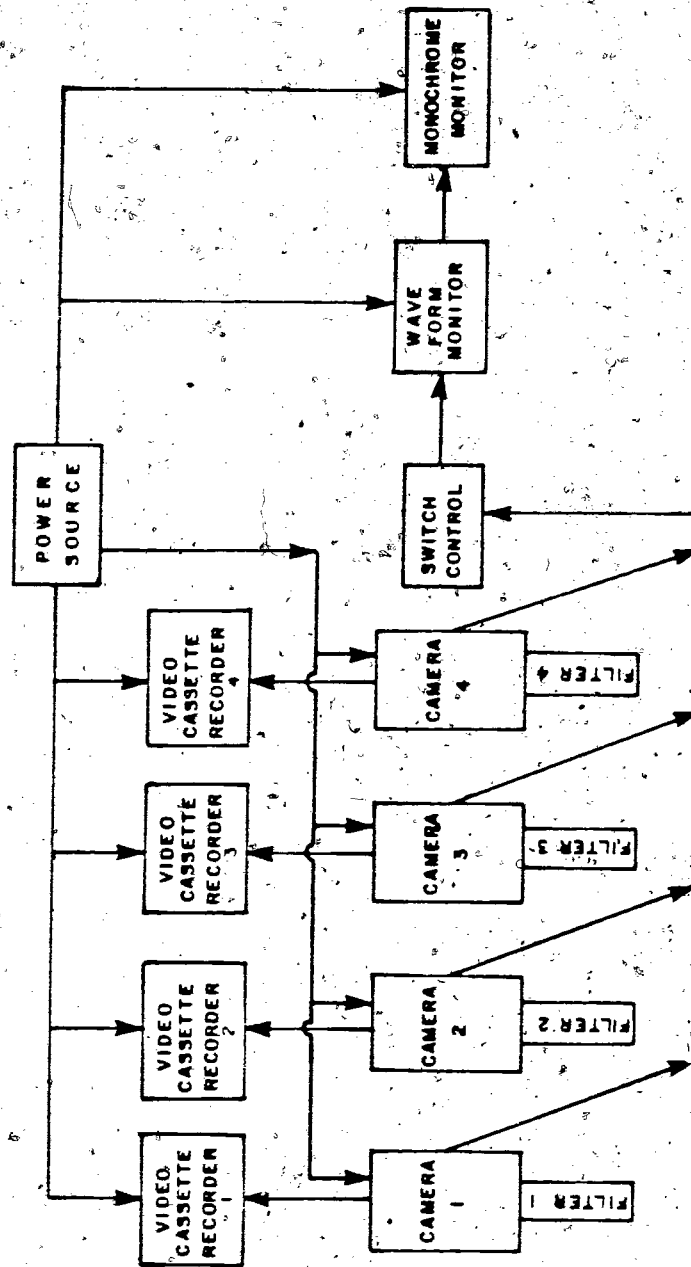 POWER
SOURCE
VIDEO
CASSETTE
RECORDER
1
VIDEO
CASSETTE
RECORDER
2
VIDEO
CASSETTE
RECORDER
3
VIDEO
CASSETTE
RECORDER
4
CAMERA
1
CAMERA
2
CAMERA
3
CAMERA
4
SWITCH
CONTROL
WAVE
FORM
MONITOR
MONOCHROME
MONITOR
FILTER 1
FILTER 2
FILTER 3
FILTER 4